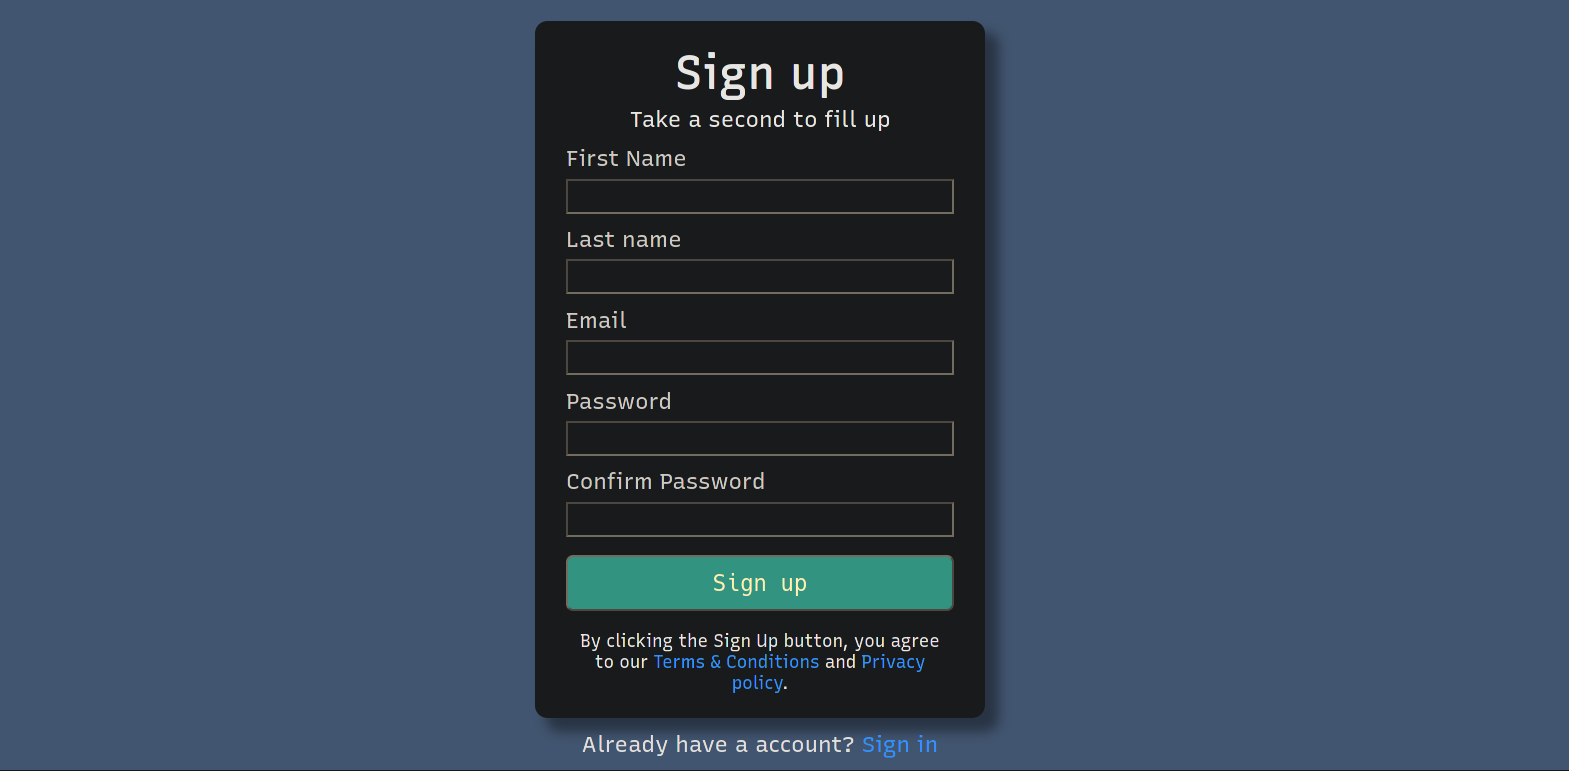 Sign up
Take a second to fill up
First Name
Last name
Email
Password
Confirm Password
Sign up
By clicking the Sign Up button, you agree
to our Terms & Conditions and Privacy
policy.
Already have a account? Sign in